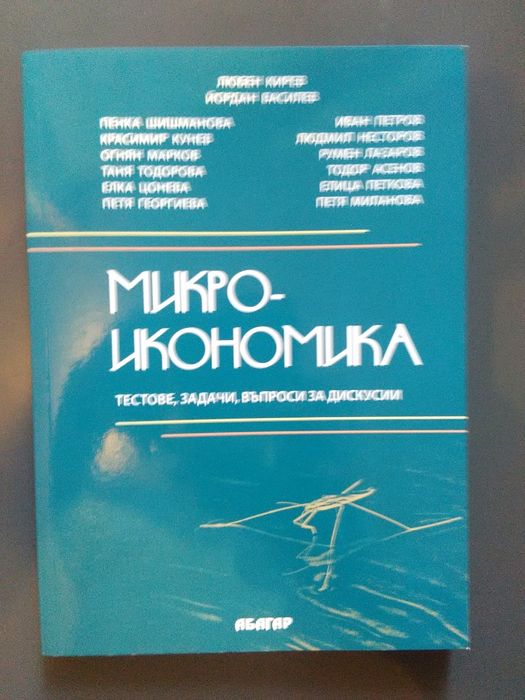 ЛЮБЕН КИРЕВ
ЙОРДАН ВАСИЛЕВ
ПЕНКА ШИШМАНОВА
КРАСИМИР КУНЕВ
ОГНЯН МАРКОВ
ТАНЯ ТОДОРОВА
ЕЛКА ЦОНЕВА
ПЕТЯ ГЕОРГИЕВА
ИВАН ПЕТРОВ
ЛЮДМИЛ НЕСТОРОВ
РУМЕН ЛАЗАРОВ
ТОДОР АСЕНОВ
ЕЛИЦА ПЕТКОВА
ПЕТЯ МИЛАНОВА
МИКРО-
ИКОНОМИКА
ТЕСТОВЕ, ЗАДАЧИ, ВЪПРОСИ ЗА ДИСКУСИИ
АБАГАР